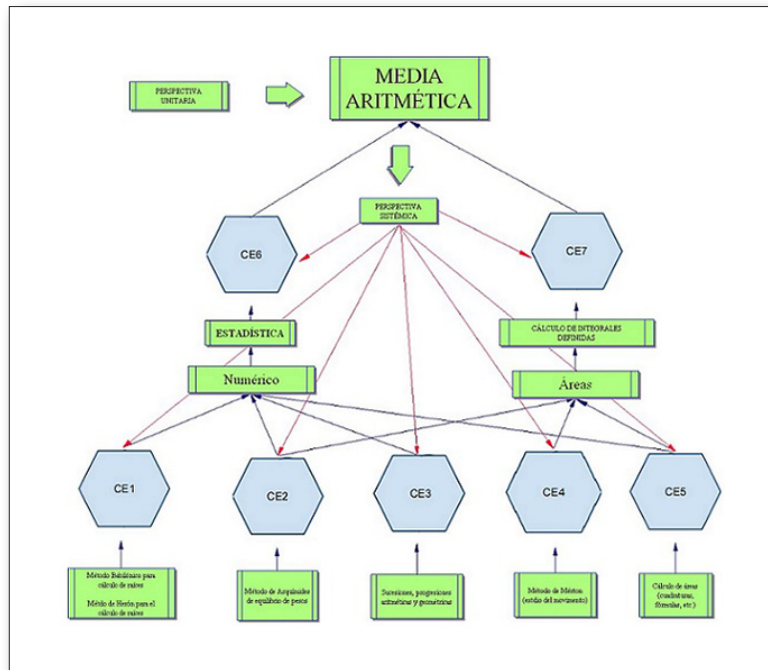 MEDIA
ARITMÉTICA
PERSPECTIVA
UNITARIA
PERSPECTIVA
SISTÉMICA
CE6
CE7
ESTADÍSTICA
CÁLCULO DE INTEGRALES
DEFINIDAS
Numérico
Áreas
CE1
CE2
CE3
CE4
CE5
Método Babilónico para
cálculo de raíces
Método de Herón para el
cálculo de raíces
Método de Arquímedes
de equilibrio de pesos
Sucesiones, progresiones
aritméticas y geométricas
Método de Merton
(estudio del movimiento)
Cálculo de áreas
(cuadraturas,
fórmulas, etc.)